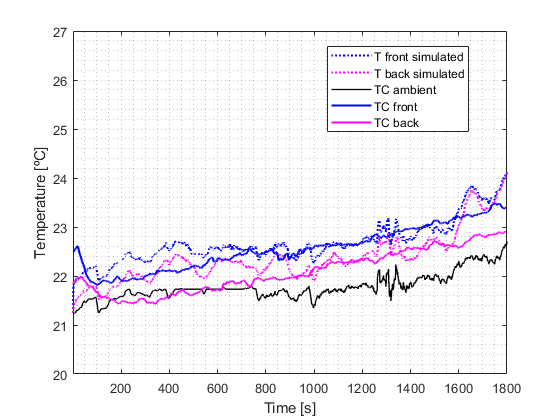 27
26
25
24
23
22
21
20
Temperature [ºC]
T front simulated
T back simulated
TC ambient
TC front
TC back
200 400 600 800 1000 1200 1400 1600 1800
Time [s]